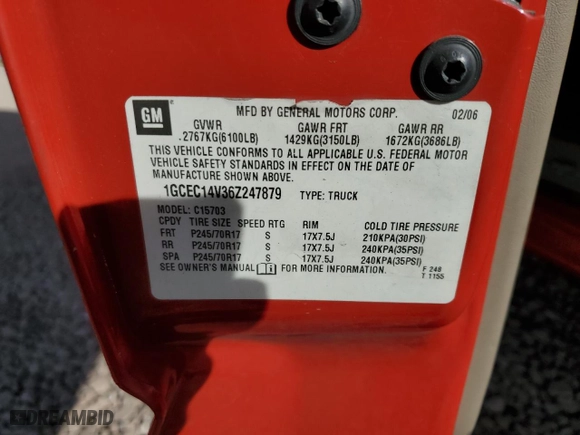 GM
MFD BY GENERAL MOTORS CORP. 02/06
GVWR GAWR FRT GAWR RR
2767KG(6100LB) 1429KG(3150LB) 1672KG(3686LB)
THIS VEHICLE CONFORMS TO ALL APPLICABLE U.S. FEDERAL MOTOR
VEHICLE SAFETY STANDARDS IN EFFECT ON THE DATE OF
MANUFACTURE SHOWN ABOVE.
1GCEC14V36Z247879 TYPE: TRUCK
MODEL: C15703
CPD TIRE SIZE SPEED RTG RIM COLD TIRE PRESSURE
FRT P245/70R17 S 17X7.5J 210KPA(30PSI)
RR P245/70R17 S 17X7.5J 240KPA(35PSI)
SPA P245/70R17 S 17X7.5J 240KPA(35PSI)
SEE OWNER'S MANUAL FOR MORE INFORMATION.
F 248
T 1155
DREAMBID